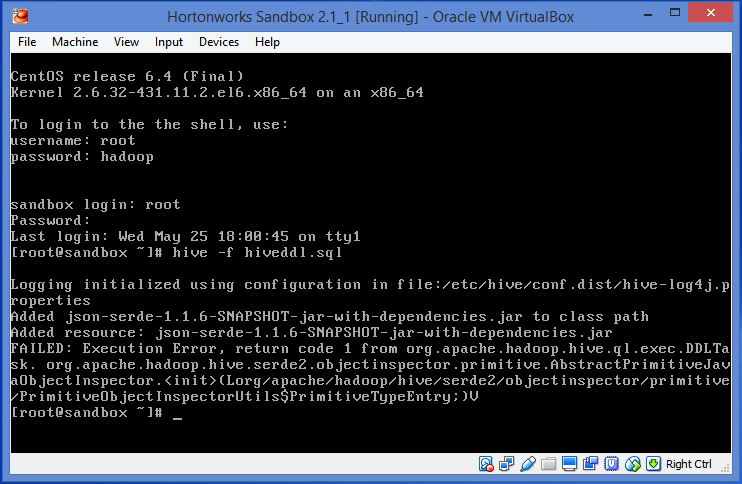 Hortonworks Sandbox 2.1_1 [Running] - Oracle VM VirtualBox
File Machine View Input Devices Help
CentOS release 6.4 (Final)
Kernel 2.6.32-431.11.2.el6.x86_64 on an x86_64
To login to the the shell, use:
username: root
password: hadoop
sandbox login: root
Password:
Last login: Wed May 25 18:00:45 on tty1
[root@sandbox ~]# hive -f hiveddl.sql
Logging initialized using configuration in file:/etc/hive/conf.dist/hive-log4j.p
roperties
Added json-serde-1.1.6-SNAPSHOT-jar-with-dependencies.jar to class path
Added resource: json-serde-1.1.6-SNAPSHOT-jar-with-dependencies.jar
FAILED: Execution Error, return code 1 from org.apache.hadoop.hive.ql.exec.DDLTa
sk. org.apache.hadoop.hive.serde2.objectinspector.primitive.AbstractPrimitiveJav
aObjectInspector.<init>(Lorg/apache/hadoop/hive/serde2/objectinspector/primitive
/PrimitiveObjectInspectorUtils$PrimitiveTypeEntry;)V
[root@sandbox ~]# _
Right Ctrl